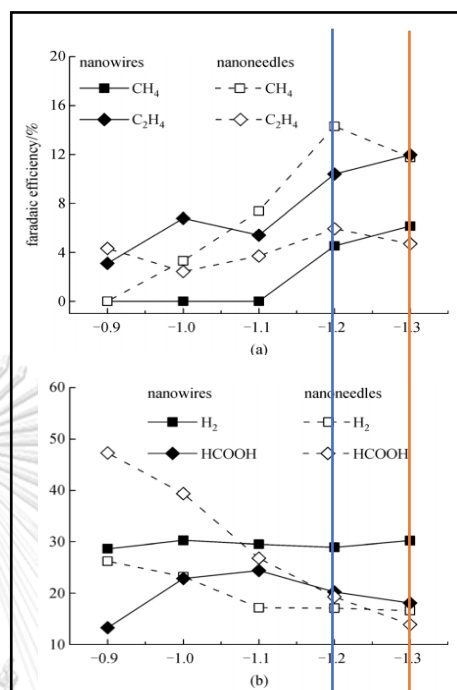 20
nanowires nanoneedles
CH₄ CH₄
16
C₂H₄ C₂H₄
12
8
4
0
faradaic efficiency/%
−0.9 −1.0 −1.1 −1.2 −1.3
(a)
60
nanowires nanoneedles
H₂ H₂
50
HCOOH HCOOH
40
30
20
10
−0.9 −1.0 −1.1 −1.2 −1.3
(b)